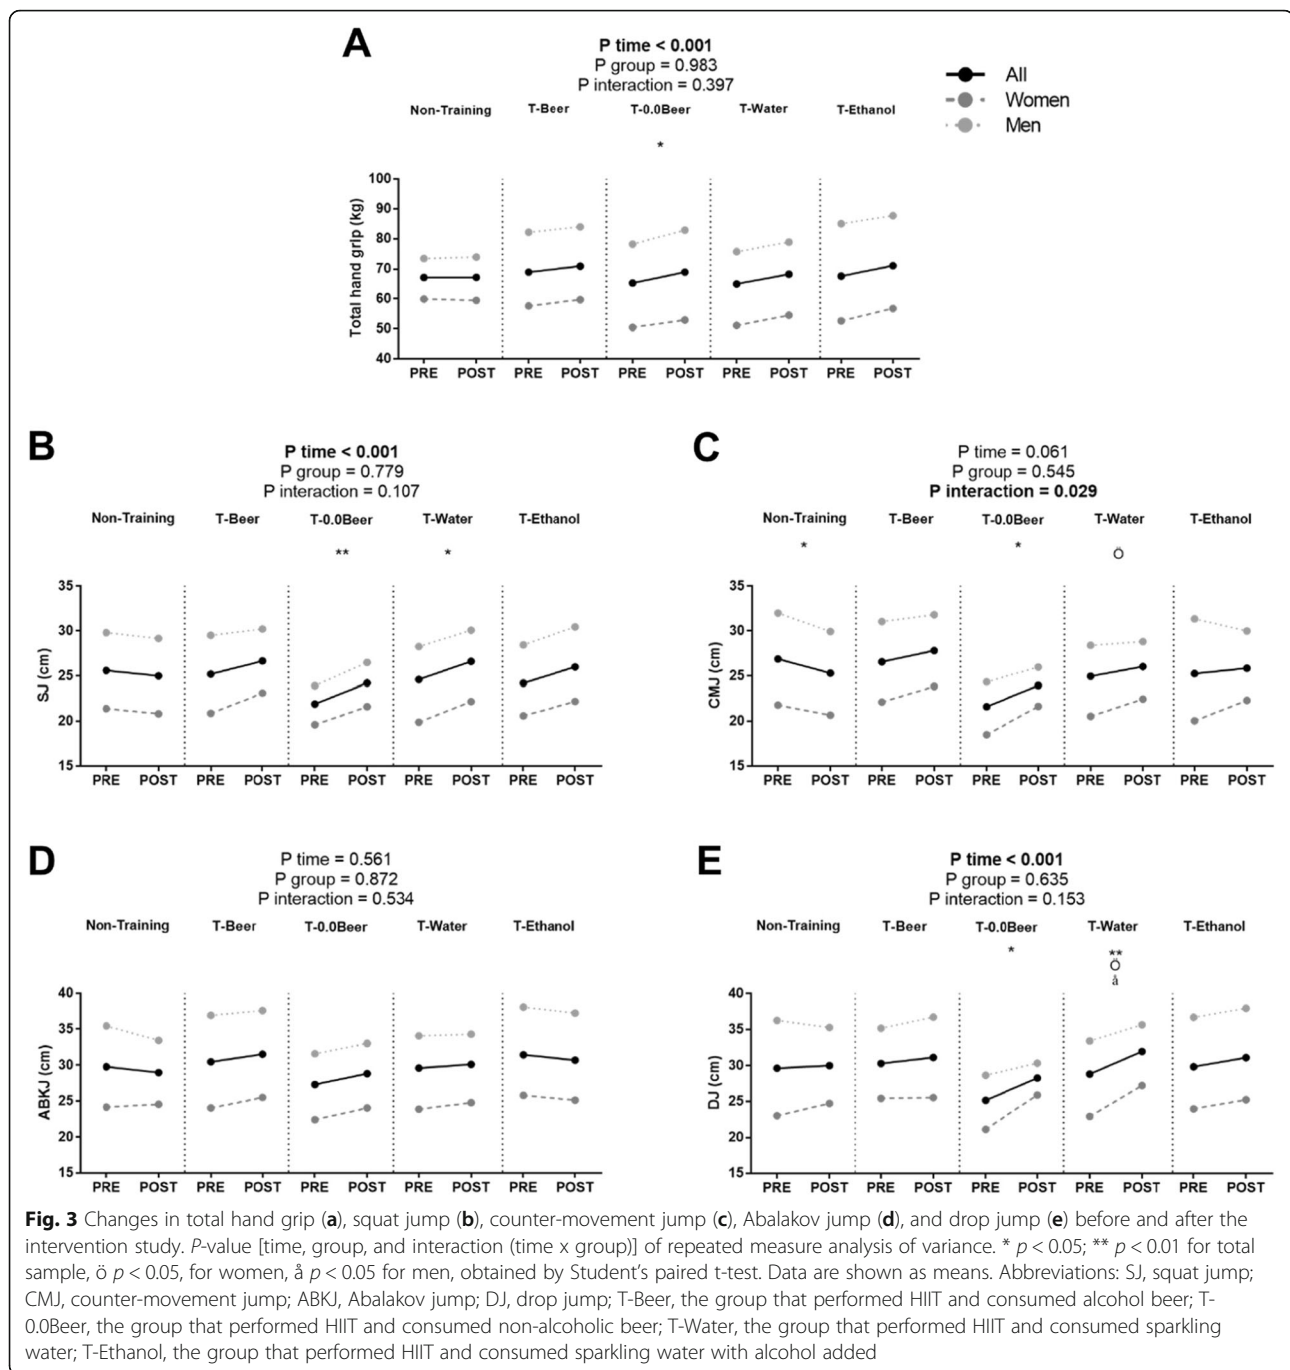 A
P time < 0.001
P group = 0.983
P interaction = 0.397
All
Women
Men
Non-Training T-Beer T-0.0Beer T-Water T-Ethanol
*
Total hand grip (kg)
100
90
80
70
60
50
40
PRE POST PRE POST PRE POST PRE POST PRE POST
B
P time < 0.001
P group = 0.779
P interaction = 0.107
Non-Training T-Beer T-0.0Beer T-Water T-Ethanol
** *
SJ (cm)
35
30
25
20
15
PRE POST PRE POST PRE POST PRE POST PRE POST
C
P time = 0.061
P group = 0.545
P interaction = 0.029
Non-Training T-Beer T-0.0Beer T-Water T-Ethanol
* * Ö
CMJ (cm)
35
30
25
20
15
PRE POST PRE POST PRE POST PRE POST PRE POST
D
P time = 0.561
P group = 0.872
P interaction = 0.534
Non-Training T-Beer T-0.0Beer T-Water T-Ethanol
ABKJ (cm)
40
35
30
25
20
15
PRE POST PRE POST PRE POST PRE POST PRE POST
E
P time < 0.001
P group = 0.635
P interaction = 0.153
Non-Training T-Beer T-0.0Beer T-Water T-Ethanol
* **
Ö
å
DJ (cm)
40
35
30
25
20
15
PRE POST PRE POST PRE POST PRE POST PRE POST
Fig. 3 Changes in total hand grip (a), squat jump (b), counter-movement jump (c), Abalakov jump (d), and drop jump (e) before and after the
intervention study. P-value [time, group, and interaction (time x group)] of repeated measure analysis of variance. * p < 0.05; ** p < 0.01 for total
sample, ö p < 0.05, for women, å p < 0.05 for men, obtained by Student's paired t-test. Data are shown as means. Abbreviations: SJ, squat jump;
CMJ, counter-movement jump; ABKJ, Abalakov jump; DJ, drop jump; T-Beer, the group that performed HIIT and consumed alcohol beer; T-
0.0Beer, the group that performed HIIT and consumed non-alcoholic beer; T-Water, the group that performed HIIT and consumed sparkling
water; T-Ethanol, the group that performed HIIT and consumed sparkling water with alcohol added